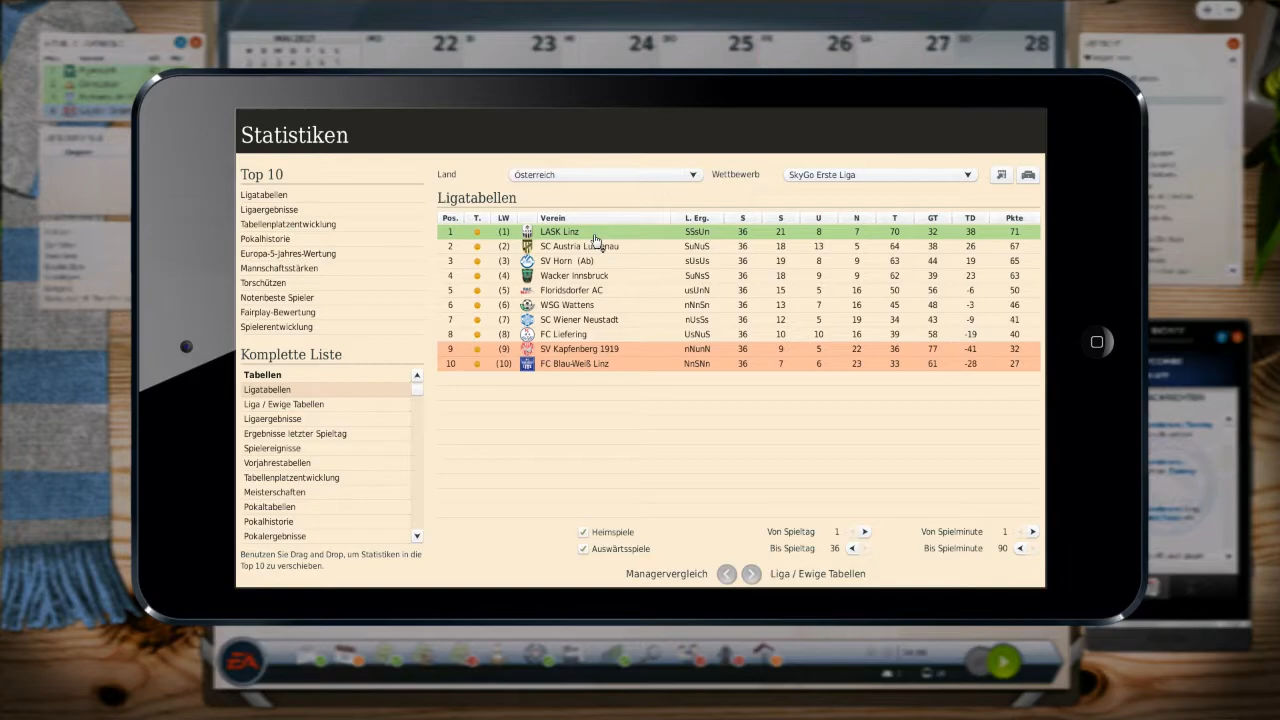 MAI 2021
22 23 24 25 26 27 28
Statistiken
Top 10
Ligatabellen
Ligaergebnisse
Tabellenplatzentwicklung
Pokalhistorie
Europa-5-Jahres-Wertung
Mannschaftsstärken
Torschützen
Notenbeste Spieler
Fairplay-Bewertung
Spielerentwicklung
Komplette Liste
Tabellen
Ligatabellen
Liga / Ewige Tabellen
Ligaergebnisse
Ergebnisse letzter Spieltag
Spielereignisse
Vorjahrestabellen
Tabellenplatzentwicklung
Meisterschaften
Pokaltabellen
Pokalhistorie
Pokalergebnisse
Benutzen Sie Drag and Drop, um Statistiken in die
Top 10 zu verschieben.
Land Österreich Wettbewerb SkyGo Erste Liga
Ligatabellen
Pos. T. LW Verein L. Erg. S S U N T GT TD Pkte
1 (1) LASK Linz SSsUn 36 21 8 7 70 32 38 71
2 (2) SC Austria Lustenau SuNuS 36 18 13 5 64 38 26 67
3 (3) SV Horn (Ab) sUsUs 36 19 8 9 63 44 19 65
4 (4) Wacker Innsbruck SuNsS 36 18 9 9 62 39 23 63
5 (5) Floridsdorfer AC usUnN 36 15 5 16 50 56 -6 50
6 (6) WSG Wattens nNnSn 36 13 7 16 45 48 -3 46
7 (7) SC Wiener Neustadt nUsSs 36 12 5 19 34 43 -9 41
8 (8) FC Liefering UsNuS 36 10 10 16 39 58 -19 40
9 (9) SV Kapfenberg 1919 nNunN 36 9 5 22 36 77 -41 32
10 (10) FC Blau-Weiß Linz NnSNn 36 7 6 23 33 61 -28 27
Heimspiele Von Spieltag 1 Von Spielminute 1
Auswärtsspiele Bis Spieltag 36 Bis Spielminute 90
Managervergleich Liga / Ewige Tabellen
EA